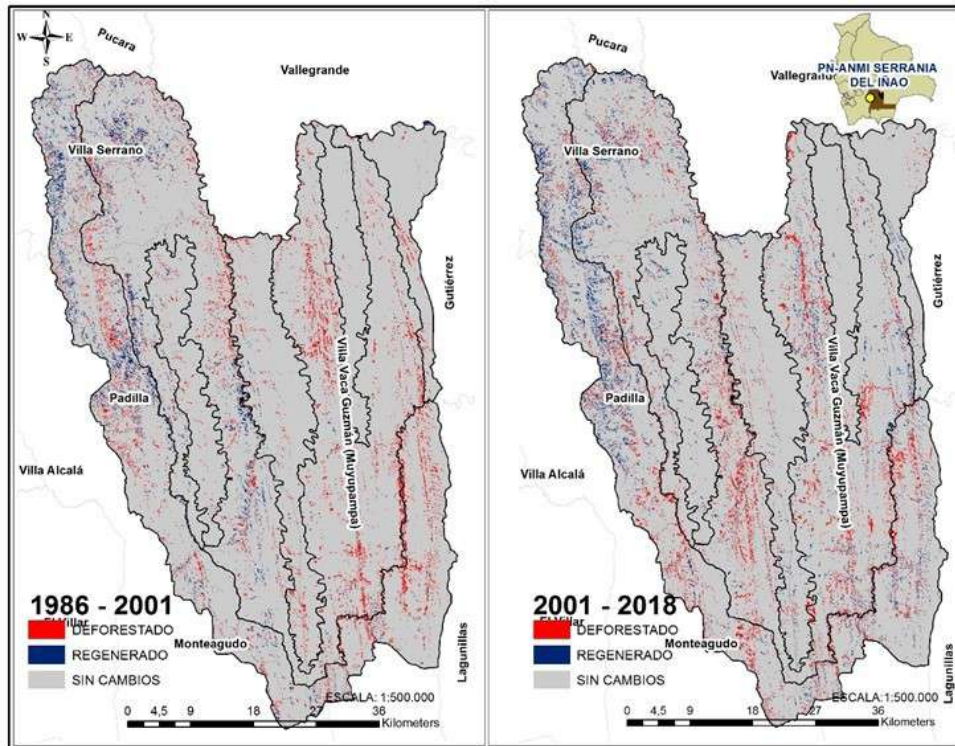 N
W E
S
Pucara
Vallegrande
Villa Serrano
Gutiérrez
Villa Vaca Guzmán (Muyupampa)
Padilla
Villa Alcalá
1986 - 2001
DEFORESTADO
REGENERADO
SIN CAMBIOS
Monteagudo
Lagunillas
ESCALA: 1:500.000
0 4,5 9 18 27 36
Kilometers
Pucara
Vallegrande
PN-ANMI SERRANIA
DEL IÑAO
Villa Serrano
Gutiérrez
Villa Vaca Guzmán (Muyupampa)
Padilla
Villa Alcalá
2001 - 2018
DEFORESTADO
REGENERADO
SIN CAMBIOS
Monteagudo
Lagunillas
ESCALA:1:500.000
0 4,5 9 18 27 36
Kilometers